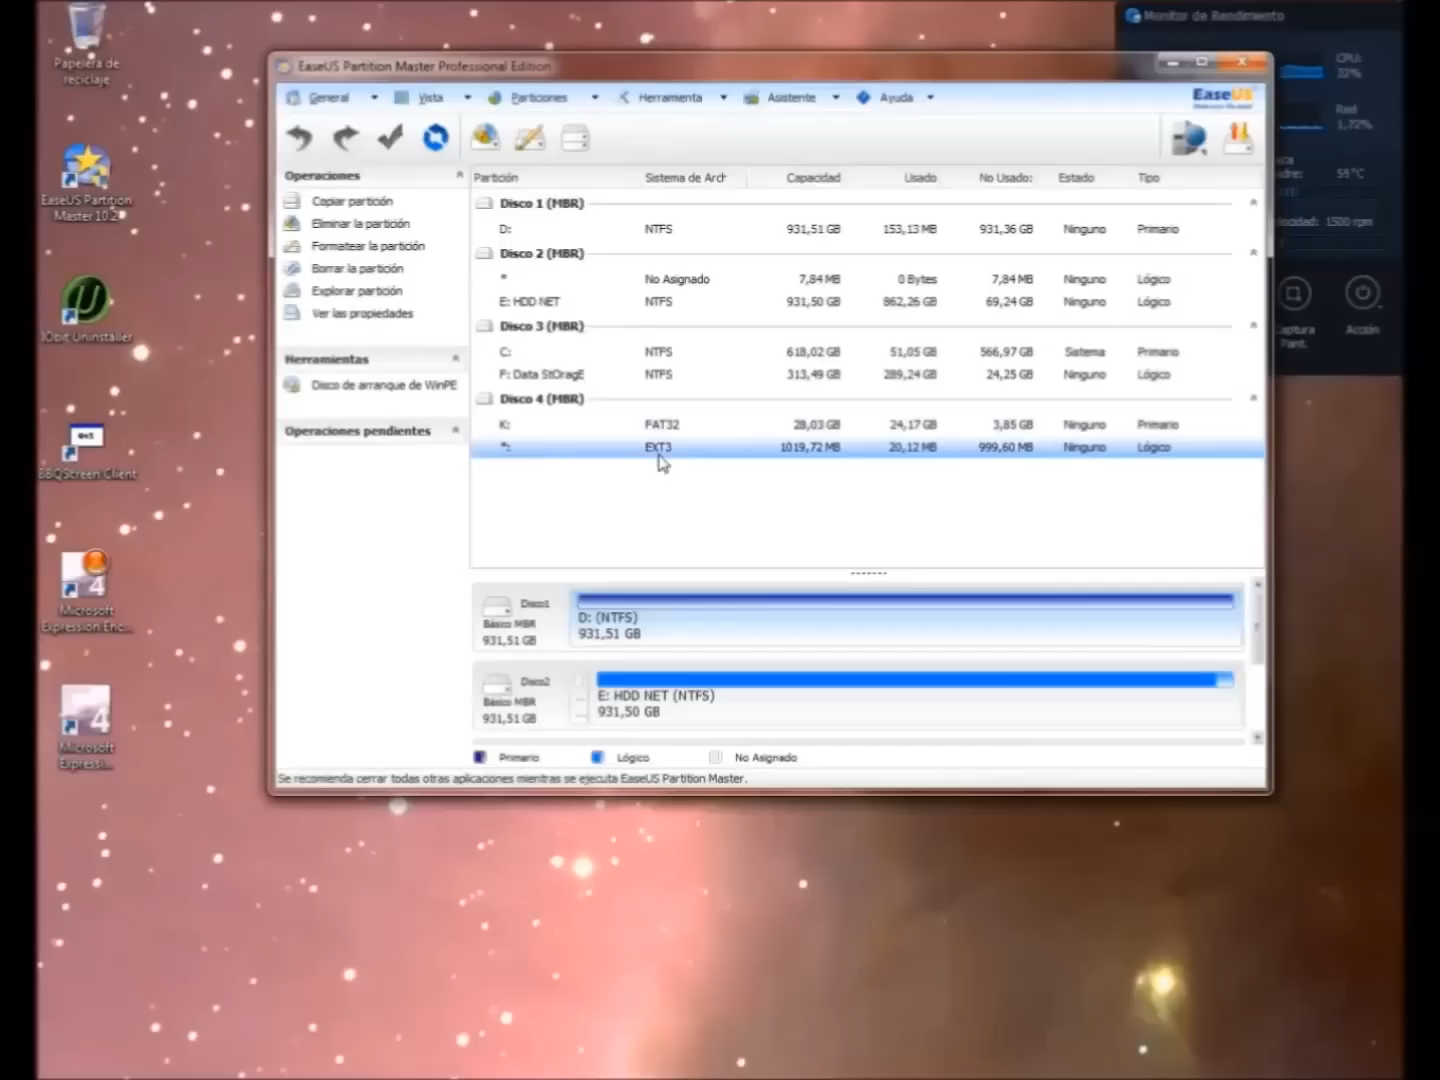 Papelera de
reciclaje
EaseUS Partition
Master 10.2
IObit Uninstaller
ext
BBQScreen Client
4
Microsoft
Expression Enc...
4
Microsoft
Expressi...
EaseUS Partition Master Professional Edition
General Vista Particiones Herramienta Asistente Ayuda
EaseUS
Operaciones
Copiar partición
Eliminar la partición
Formatear la partición
Borrar la partición
Explorar partición
Ver las propiedades
Herramientas
Disco de arranque de WinPE
Operaciones pendientes
Partición Sistema de Arch Capacidad Usado No Usado: Estado Tipo
Disco 1 (MBR)
D: NTFS 931,51 GB 153,13 MB 931,36 GB Ninguno Primario
Disco 2 (MBR)
* No Asignado 7,84 MB 0 Bytes 7,84 MB Ninguno Lógico
E: HDD NET NTFS 931,50 GB 862,26 GB 69,24 GB Ninguno Lógico
Disco 3 (MBR)
C: NTFS 618,02 GB 51,05 GB 566,97 GB Sistema Primario
F: Data StOragE NTFS 313,49 GB 289,24 GB 24,25 GB Ninguno Lógico
Disco 4 (MBR)
K: FAT32 28,03 GB 24,17 GB 3,85 GB Ninguno Primario
*: EXT3 1019,72 MB 20,12 MB 999,60 MB Ninguno Lógico
Disco1
Básico MBR
931,51 GB
D: (NTFS)
931,51 GB
Disco2
Básico MBR
931,51 GB
E: HDD NET (NTFS)
931,50 GB
Primario Lógico No Asignado
Se recomienda cerrar todas otras aplicaciones mientras se ejecuta EaseUS Partition Master.
Monitor de Rendimiento
CPU:
32%
Red:
1,72%
aca
dre: 55°C
locidad: 1500 rpm
Captura
Pant.
Acción